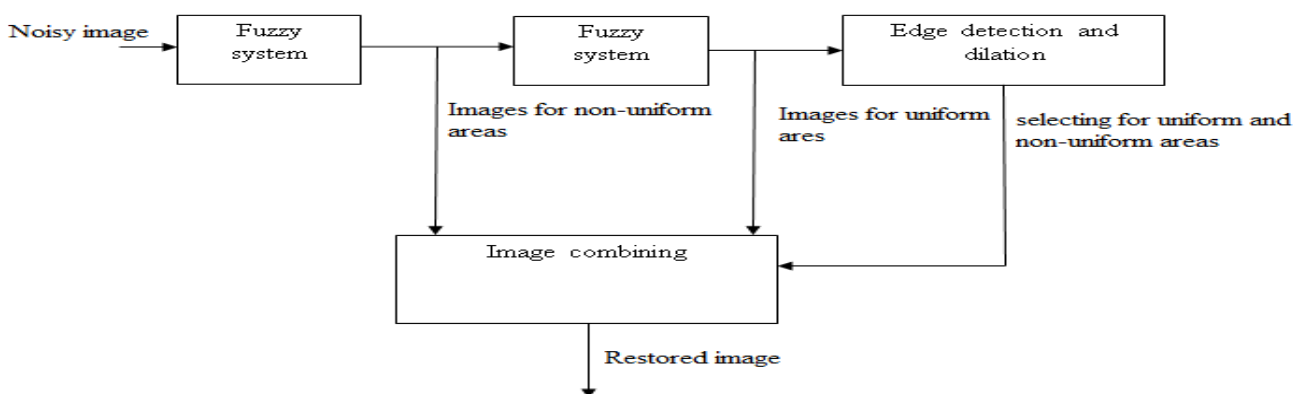 Noisy image
Fuzzy
system
Fuzzy
system
Edge detection and
dilation
Images for non-uniform
areas
Images for uniform
ares
selecting for uniform and
non-uniform areas
Image combining
Restored image